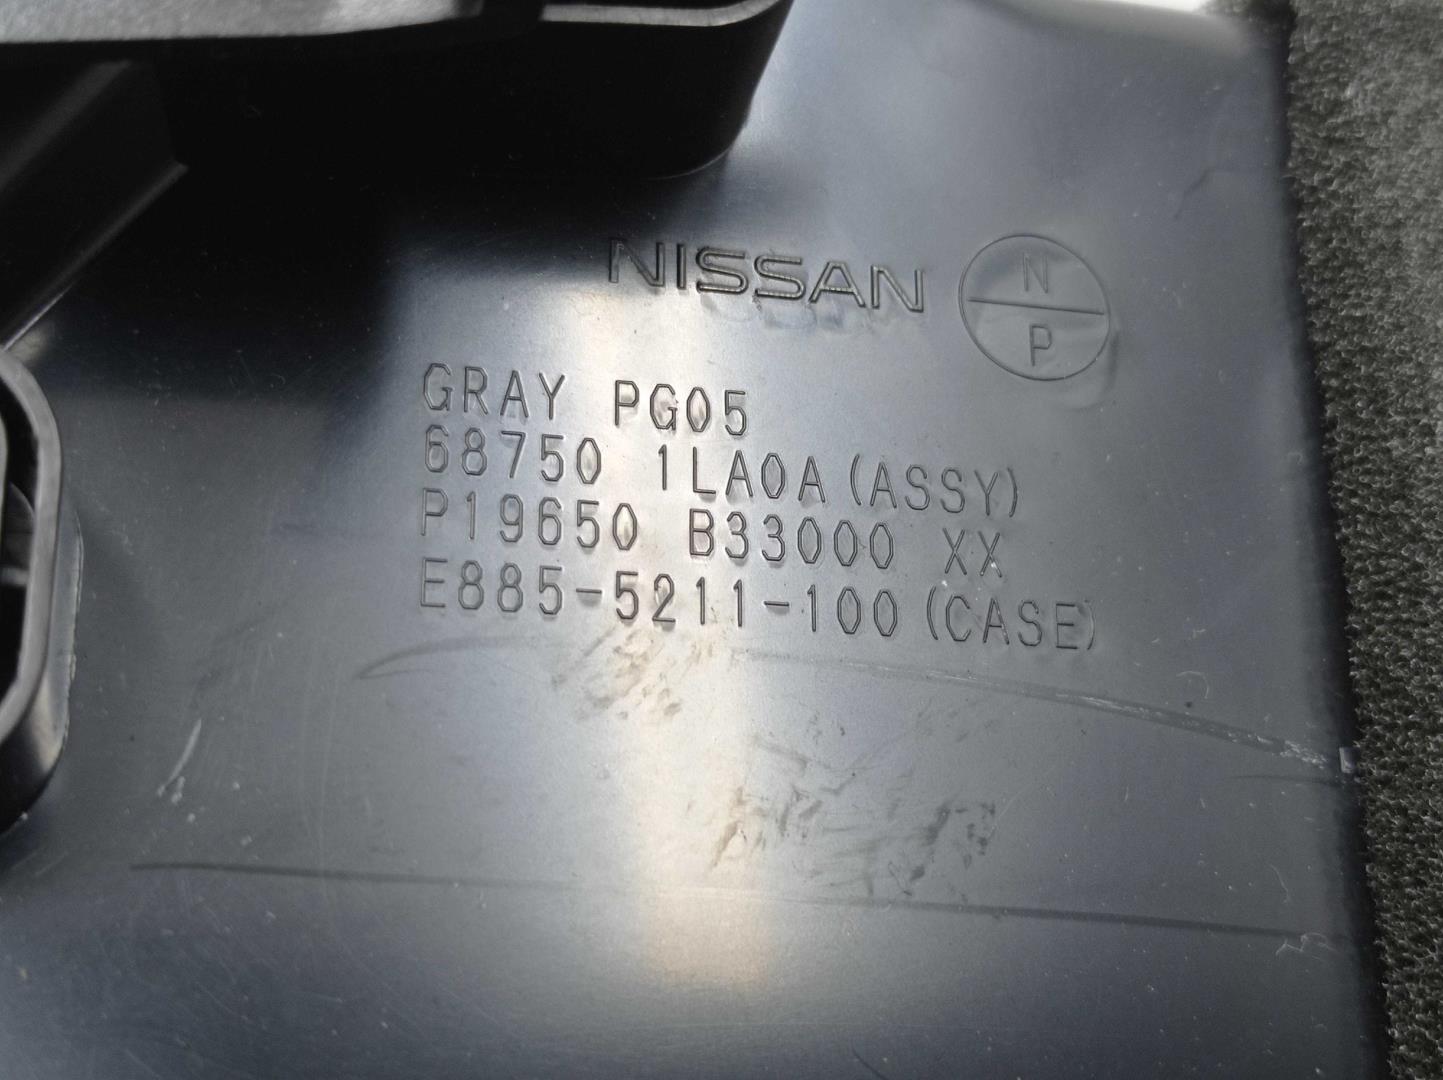 NISSAN
N
P
GRAY PG05
68750 1LA0A (ASSY)
P19650 B33000 XX
E885-5211-100 (CASE)